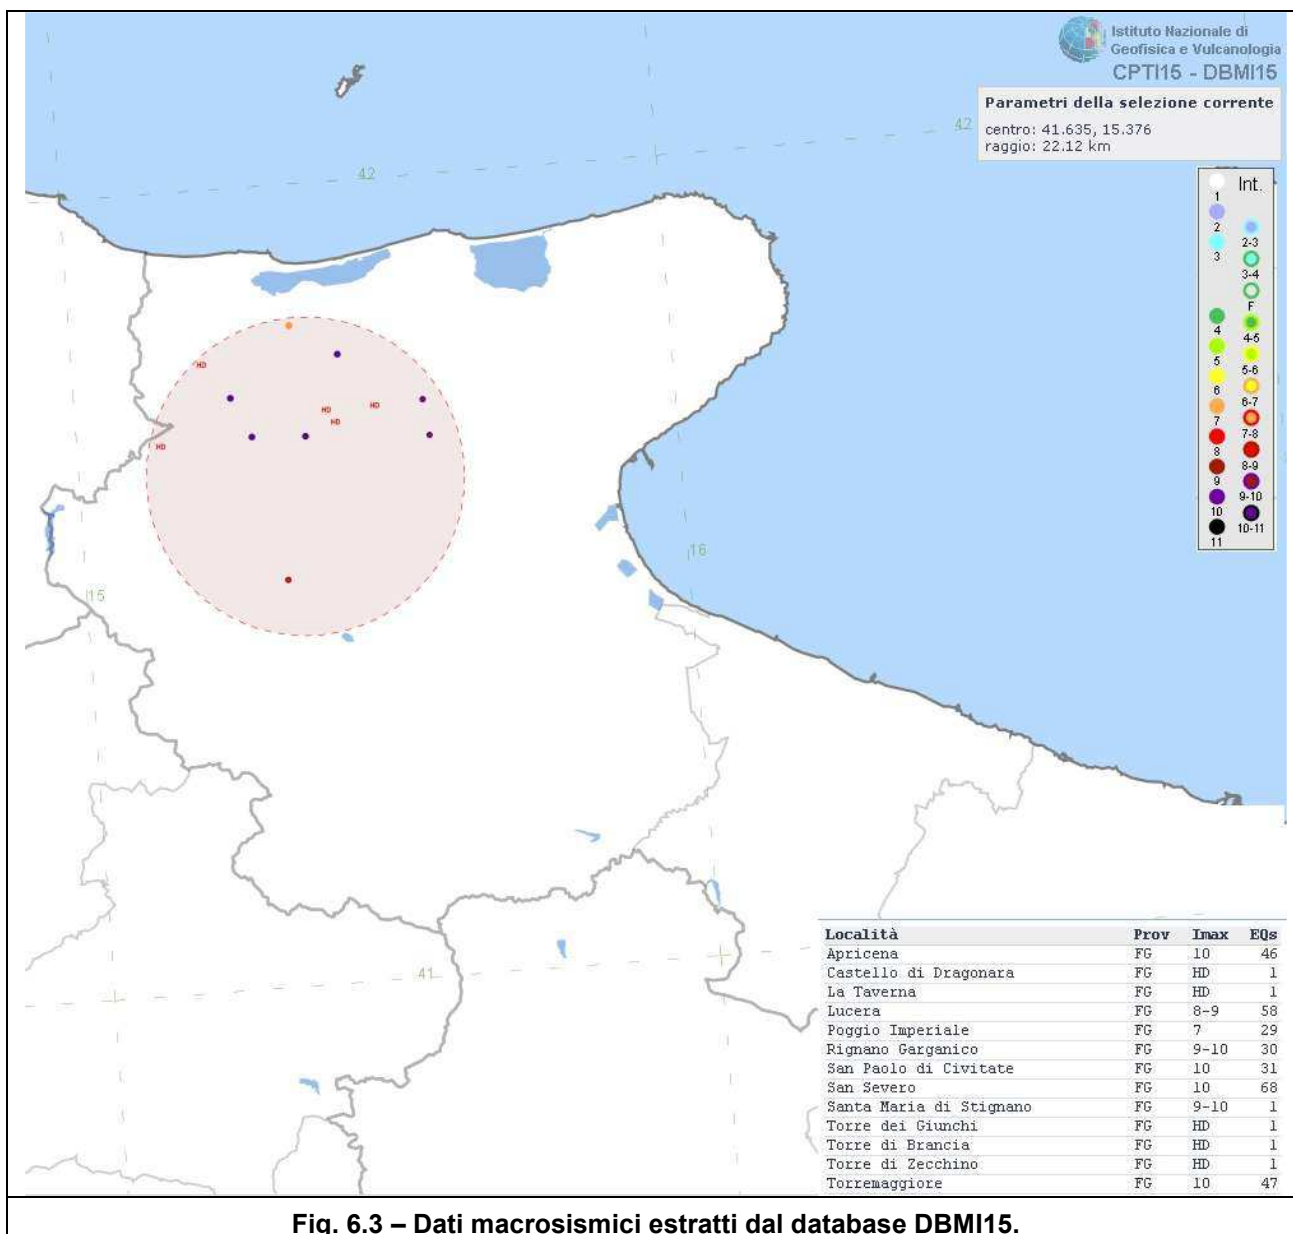 Istituto Nazionale di
Geofisica e Vulcanologia
CPTI15 - DBMI15
Parametri della selezione corrente
centro: 41.635, 15.376
raggio: 22.12 km
42
42
Int.
1
2
2-3
3
3-4
F
4
4-5
5
5-6
6
6-7
7
7-8
8
8-9
9
9-10
10
10-11
11
HD
HD
HD
HD
HD
16
15
41
Località Prov Imax EQs
Apricena FG 10 46
Castello di Dragonara FG HD 1
La Taverna FG HD 1
Lucera FG 8-9 58
Poggio Imperiale FG 7 29
Rignano Garganico FG 9-10 30
San Paolo di Civitate FG 10 31
San Severo FG 10 68
Santa Maria di Stignano FG 9-10 1
Torre dei Giunchi FG HD 1
Torre di Brancia FG HD 1
Torre di Zecchino FG HD 1
Torremaggiore FG 10 47
Fig. 6.3 – Dati macrosismici estratti dal database DBMI15.